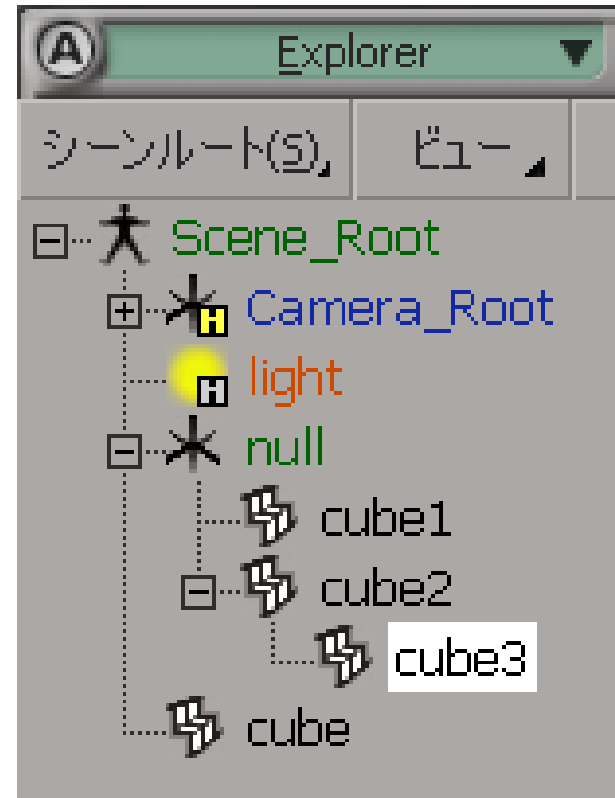 A Explorer
シーンルート(S) ビュー
Scene_Root
H Camera_Root
H light
null
cube1
cube2
cube3
cube